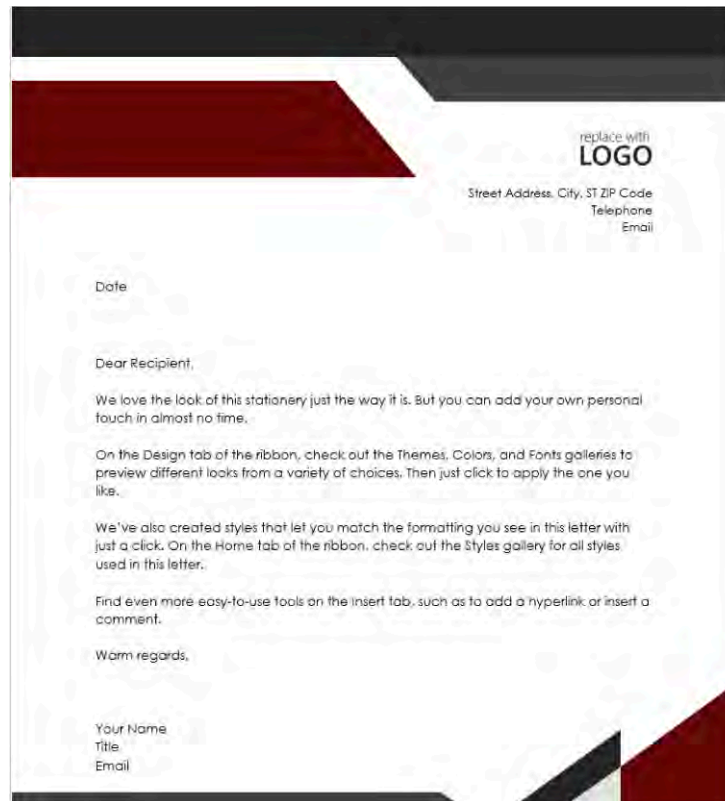 replace with
LOGO
Street Address, City, ST ZIP Code
Telephone
Email
Date
Dear Recipient,
We love the look of this stationery just the way it is. But you can add your own personal
touch in almost no time.
On the Design tab of the ribbon, check out the Themes, Colors, and Fonts galleries to
preview different looks from a variety of choices. Then just click to apply the one you
like.
We've also created styles that let you match the formatting you see in this letter with
just a click. On the Home tab of the ribbon, check out the Styles gallery for all styles
used in this letter.
Find even more easy-to-use tools on the Insert tab, such as to add a hyperlink or insert a
comment.
Warm regards,
Your Name
Title
Email